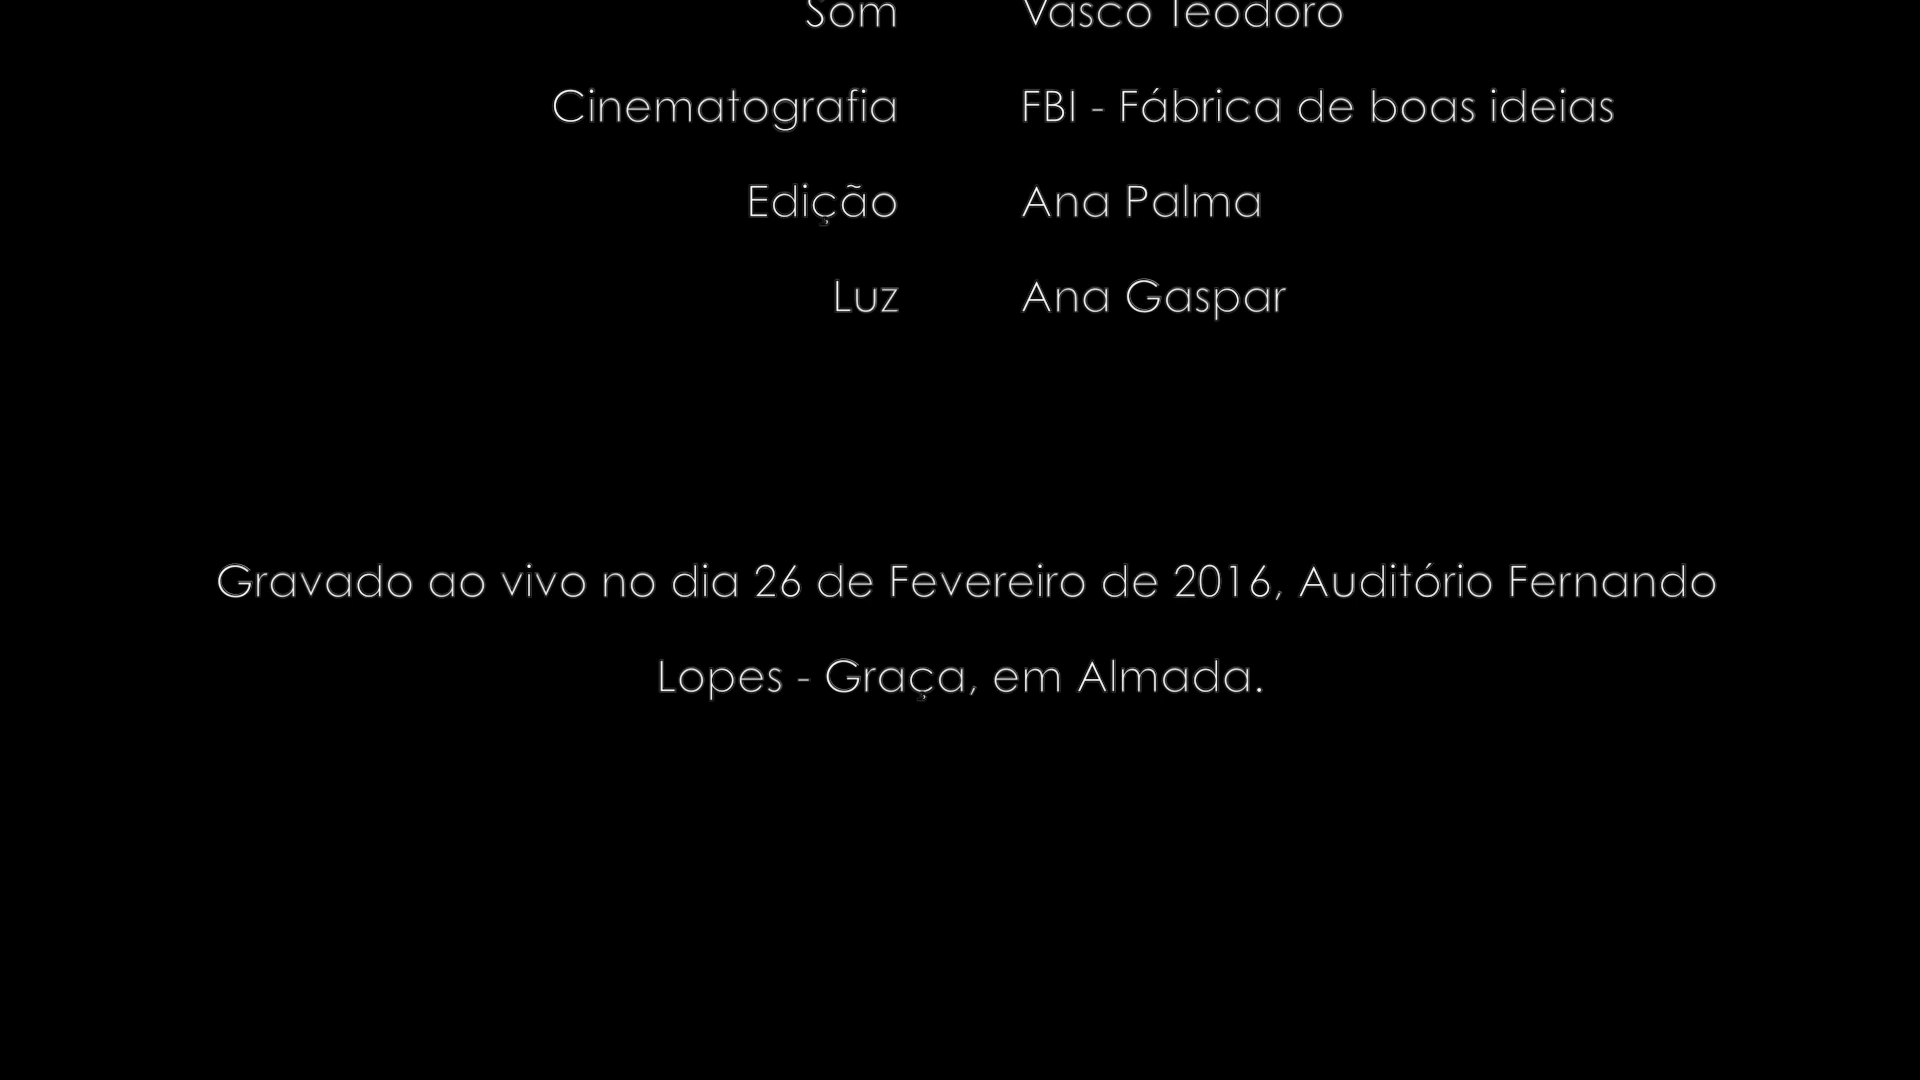 Som Vasco Teodoro
Cinematografia FBI - Fábrica de boas ideias
Edição Ana Palma
Luz Ana Gaspar
Gravado ao vivo no dia 26 de Fevereiro de 2016, Auditório Fernando
Lopes - Graça, em Almada.